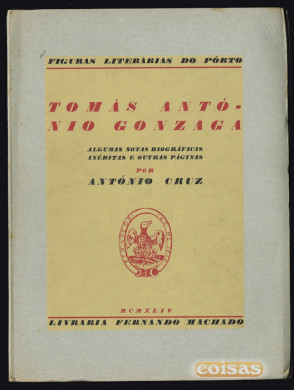 FIGURAS LITERÁRIAS DO PÔRTO
TOMÁS ANTÓ-
NIO GONZAGA
ALGUMAS NOTAS BIOGRÁFICAS
INÉDITAS E OUTRAS PÁGINAS
POR
ANTÓNIO CRUZ
MCMXLIV
LIVRARIA FERNANDO MACHADO
coisas